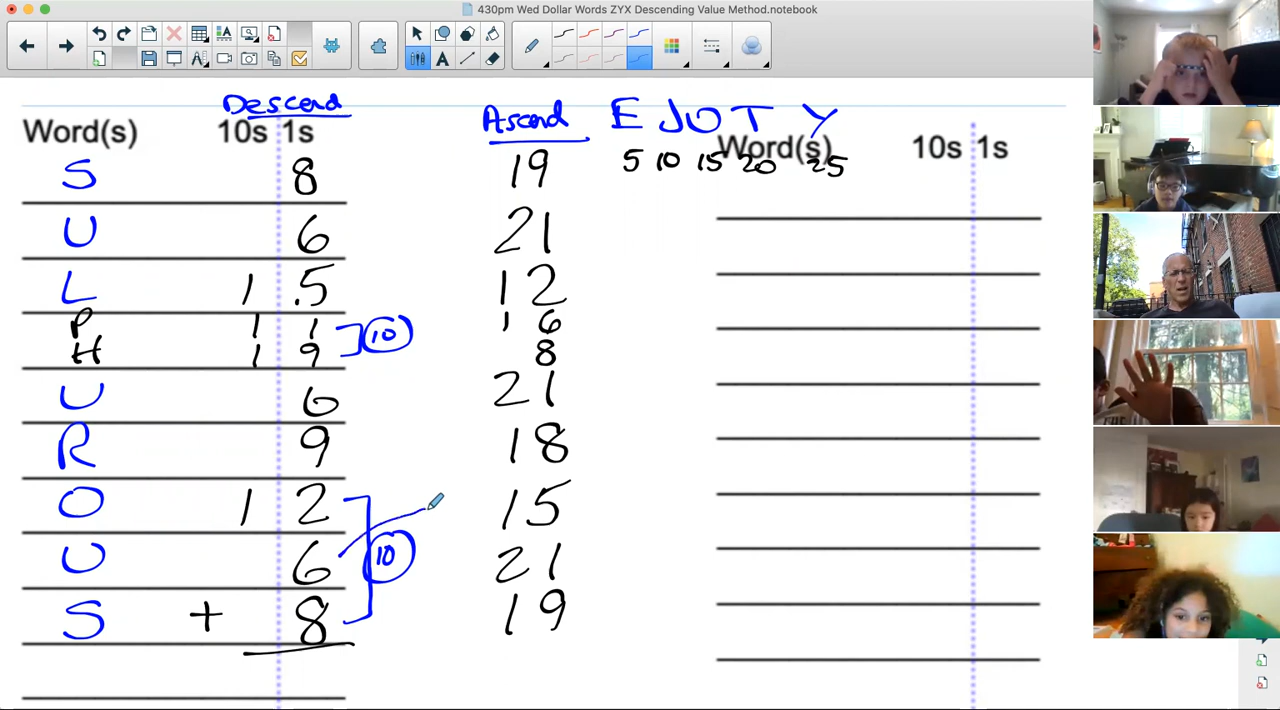 430pm Wed Dollar Words ZYX Descending Value Method.notebook
Descend
Ascend E J O T Y
Word(s) 10s 1s
Word(s) 10s 1s
5 10 15 20 25
S 8 19
U 6 21
L 1 5 12
P 1 1 16
10
H 1 9 8
U 6 21
R 9 18
O 1 2 15
U 6 10 21
S + 8 19